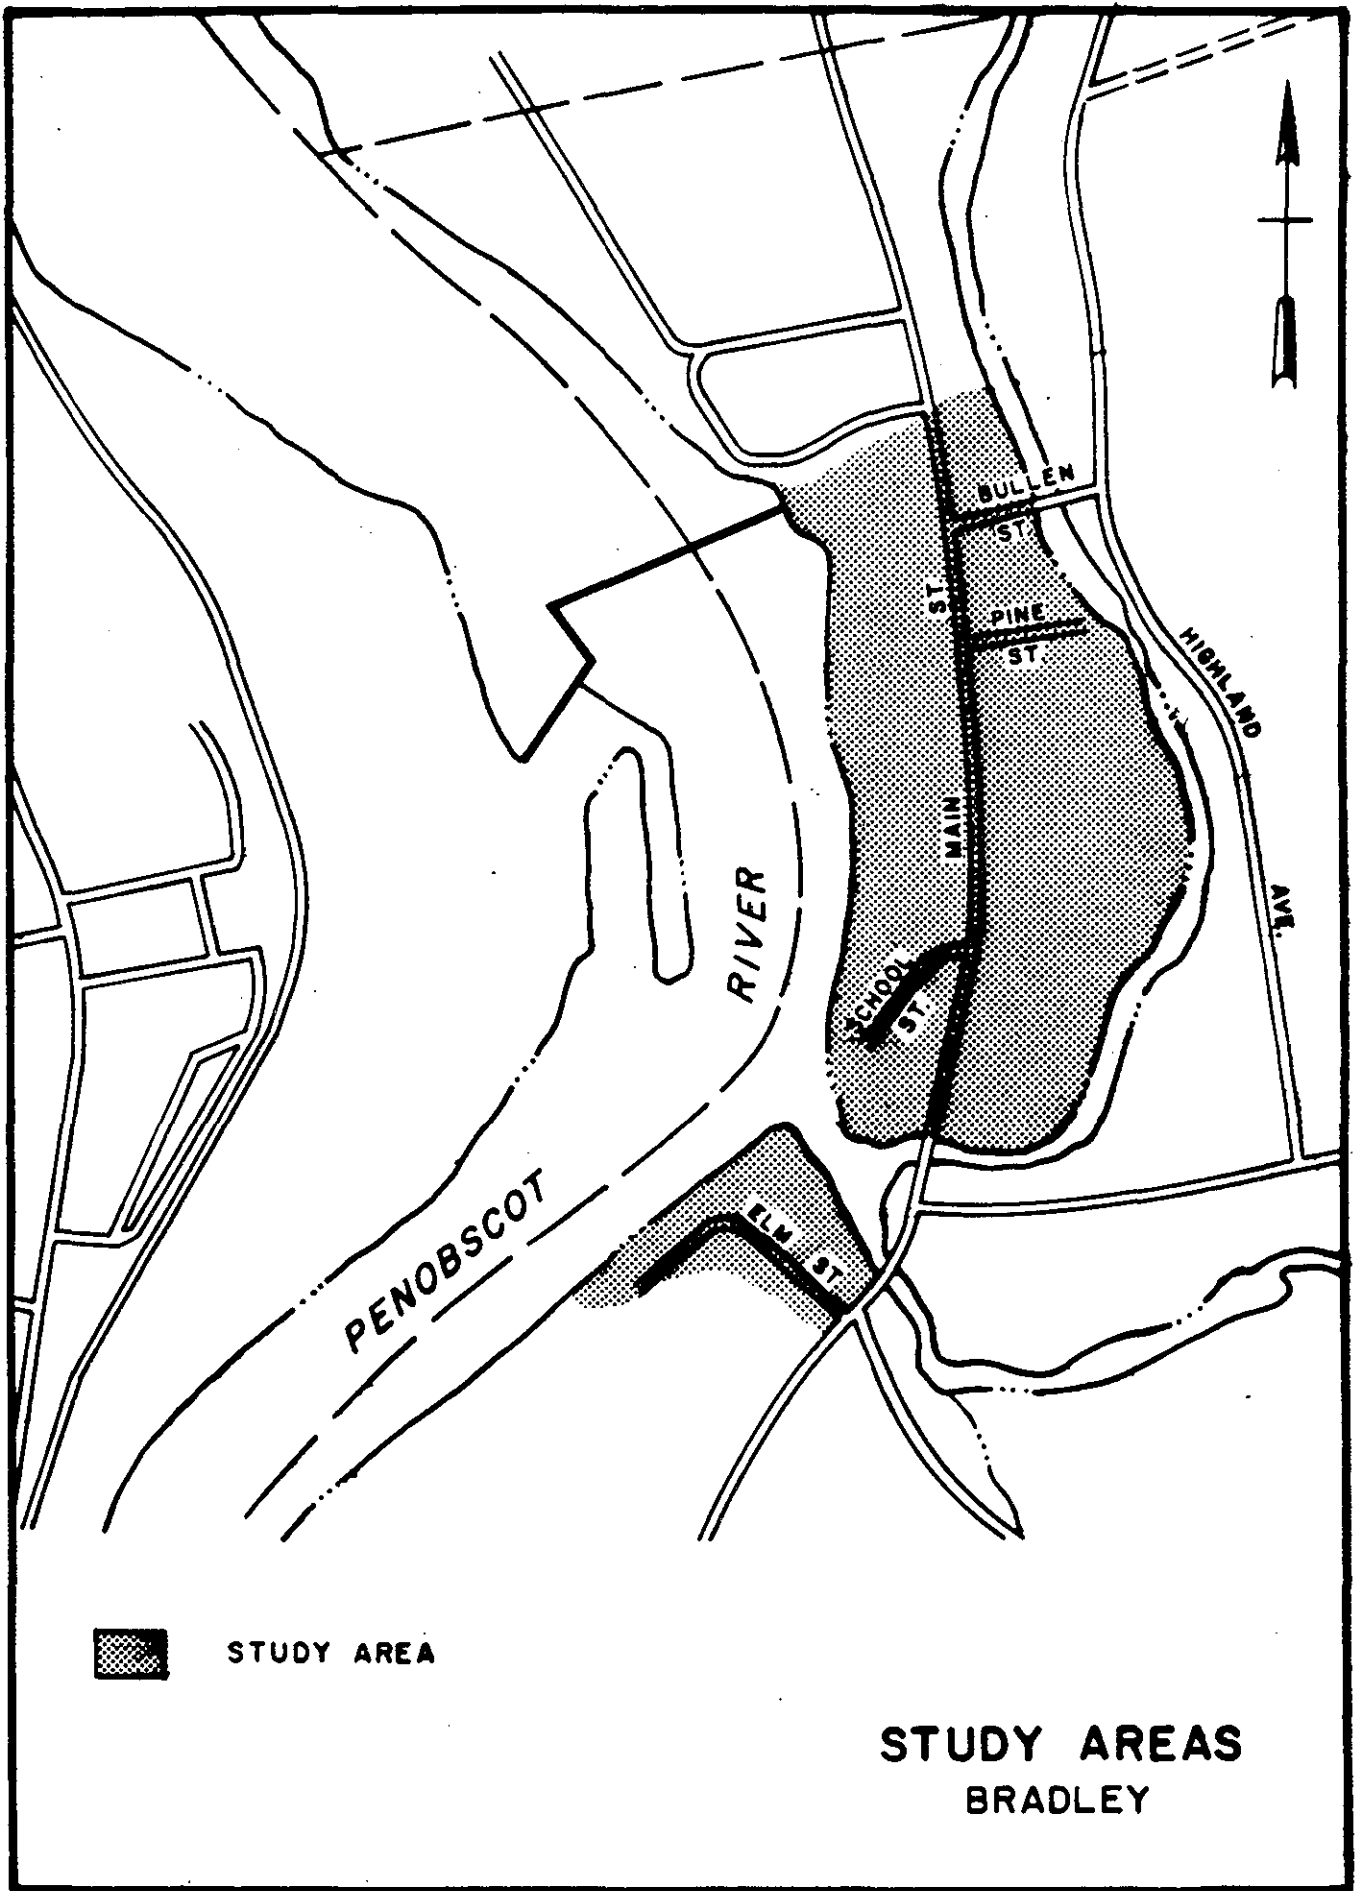 BULLEN
ST.
ST
PINE
ST.
HIGHLAND
MAIN
RIVER
AVE.
SCHOOL
ST.
PENOBSCOT
ELM ST
STUDY AREA
STUDY AREAS
BRADLEY